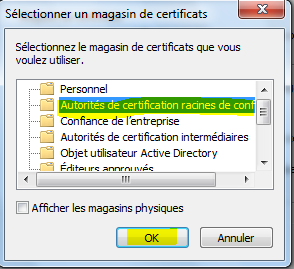 Sélectionner un magasin de certificats
Sélectionnez le magasin de certificats que vous
voulez utiliser.
Personnel
Autorités de certification racines de conf
Confiance de l'entreprise
Autorités de certification intermédiaires
Objet utilisateur Active Directory
Éditeurs approuvés
Afficher les magasins physiques
OK
Annuler